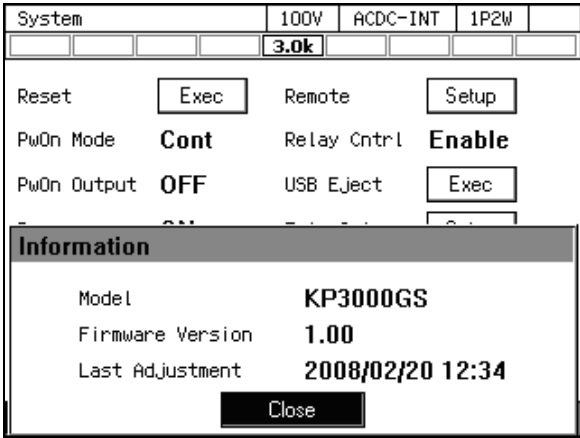 System 100V ACDC-INT 1P2W
3.0k
Reset Exec Remote Setup
PwOn Mode Cont Relay Cntrl Enable
PwOn Output OFF USB Eject Exec
Information
Model KP3000GS
Firmware Version 1.00
Last Adjustment 2008/02/20 12:34
Close